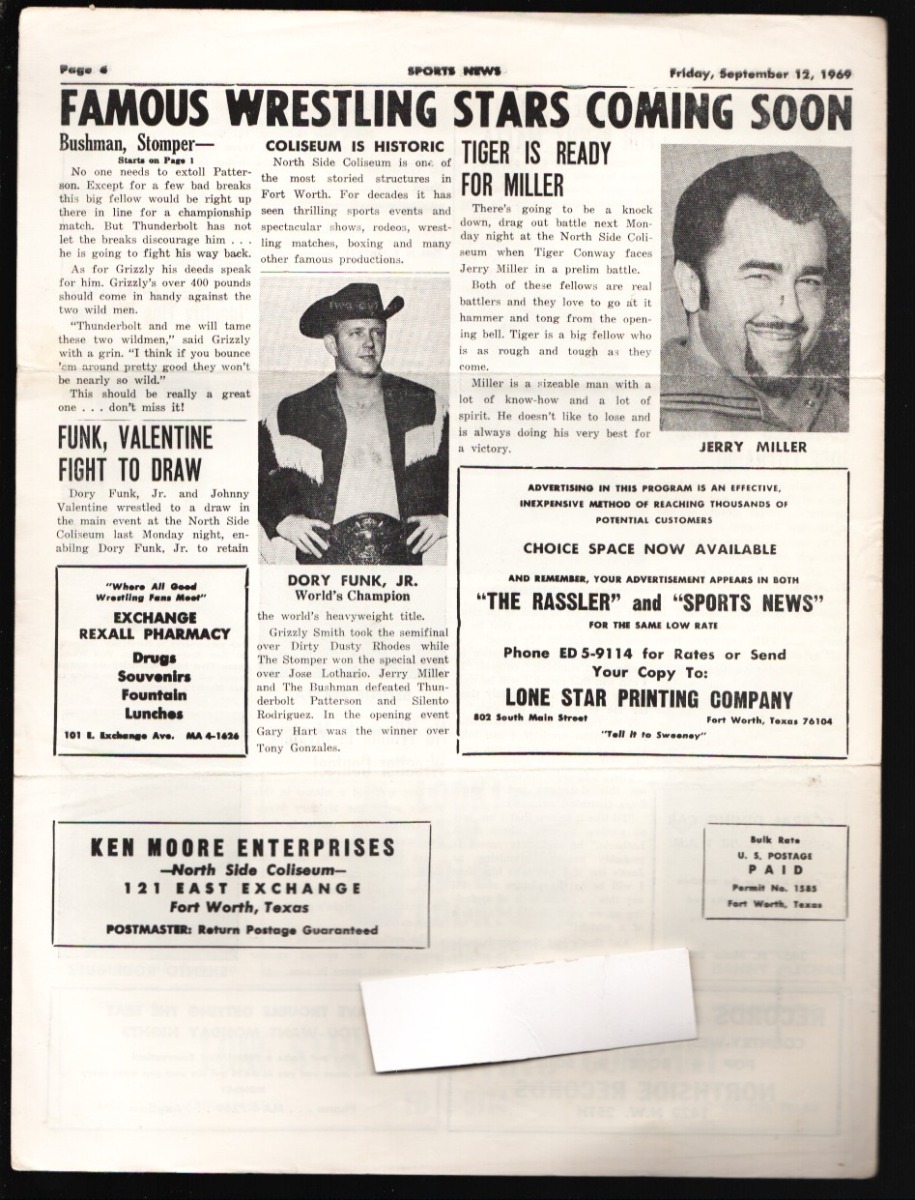 Page 4
SPORTS NEWS
Friday, September 12, 1969
FAMOUS WRESTLING STARS COMING SOON
Bushman, Stomper—
Starts on Page 1
No one needs to extoll Patter-
son. Except for a few bad breaks
this big fellow would be right up
there in line for a championship
match. But Thunderbolt has not
let the breaks discourage him . . .
he is going to fight his way back.
As for Grizzly his deeds speak
for him. Grizzly's over 400 pounds
should come in handy against the
two wild men.
"Thunderbolt and me will tame
these two wildmen," said Grizzly
with a grin. "I think if you bounce
'em around pretty good they won't
be nearly so wild."
This should be really a great
one . . . don't miss it!
FUNK, VALENTINE
FIGHT TO DRAW
Dory Funk, Jr. and Johnny
Valentine wrestled to a draw in
the main event at the North Side
Coliseum last Monday night, en-
abilng Dory Funk, Jr. to retain
"Where All Good
Wrestling Fans Meet"
EXCHANGE
REXALL PHARMACY
Drugs
Souvenirs
Fountain
Lunches
101 E. Exchange Ave. MA 4-1626
COLISEUM IS HISTORIC
North Side Coliseum is one of
the most storied structures in
Fort Worth. For decades it has
seen thrilling sports events and
spectacular shows, rodeos, wrest-
ling matches, boxing and many
other famous productions.
DORY FUNK, JR.
World's Champion
the world's heavyweight title.
Grizzly Smith took the semifinal
over Dirty Dusty Rhodes while
The Stomper won the special event
over Jose Lothario. Jerry Miller
and The Bushman defeated Thun-
derbolt Patterson and Silento
Rodriguez. In the opening event
Gary Hart was the winner over
Tony Gonzales.
TIGER IS READY
FOR MILLER
There's going to be a knock
down, drag out battle next Mon-
day night at the North Side Coli-
seum when Tiger Conway faces
Jerry Miller in a prelim battle.
Both of these fellows are real
battlers and they love to go at it
hammer and tong from the open-
ing bell. Tiger is a big fellow who
is as rough and tough as they
come.
Miller is a sizeable man with a
lot of know-how and a lot of
spirit. He doesn't like to lose and
is always doing his very best for
a victory.
JERRY MILLER
ADVERTISING IN THIS PROGRAM IS AN EFFECTIVE,
INEXPENSIVE METHOD OF REACHING THOUSANDS OF
POTENTIAL CUSTOMERS
CHOICE SPACE NOW AVAILABLE
AND REMEMBER, YOUR ADVERTISEMENT APPEARS IN BOTH
"THE RASSLER" and "SPORTS NEWS"
FOR THE SAME LOW RATE
Phone ED 5-9114 for Rates or Send
Your Copy To:
LONE STAR PRINTING COMPANY
802 South Main Street Fort Worth, Texas 76104
"Tell it to Sweeney"
KEN MOORE ENTERPRISES
—North Side Coliseum—
121 EAST EXCHANGE
Fort Worth, Texas
POSTMASTER: Return Postage Guaranteed
Bulk Rate
U. S. POSTAGE
PAID
Permit No. 1585
Fort Worth, Texas